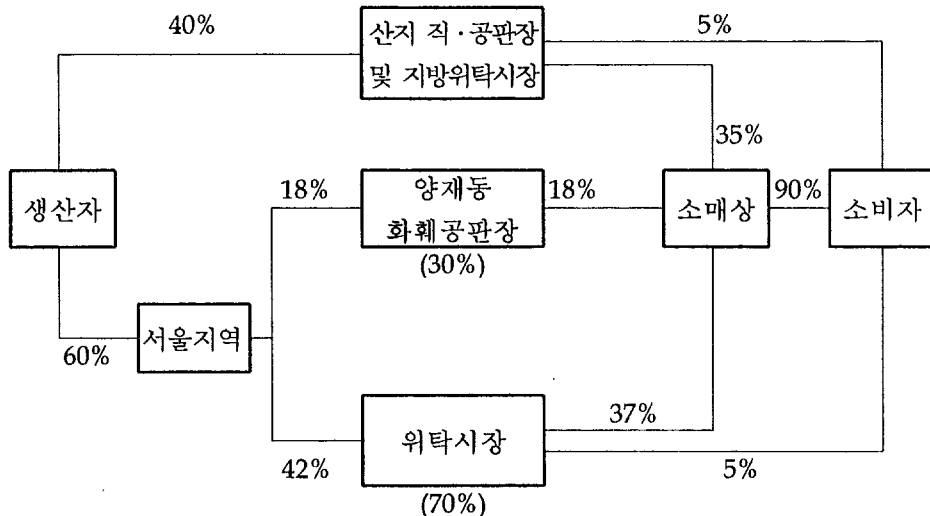 40%
산지 직·공판장
및 지방위탁시장
5%
35%
생산자
18%
양재동
화훼공판장
(30%)
18%
소매상
90%
소비자
60%
서울지역
42%
위탁시장
(70%)
37%
5%